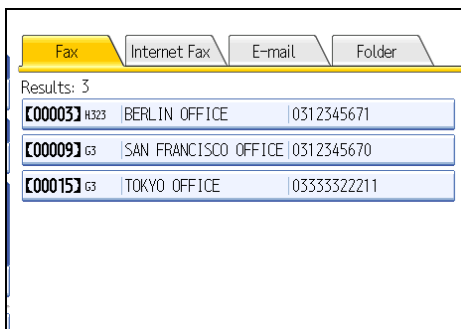 Fax Internet Fax E-mail Folder
Results: 3
【00003】 H323 BERLIN OFFICE 0312345671
【00009】 G3 SAN FRANCISCO OFFICE 0312345670
【00015】 G3 TOKYO OFFICE 03333322211